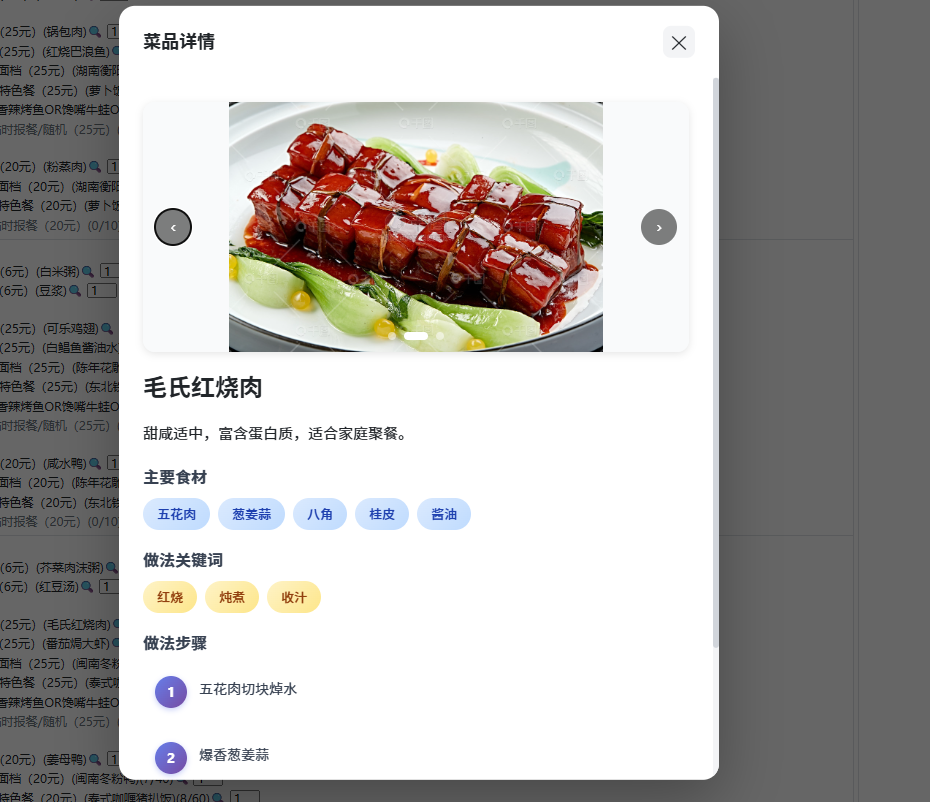 菜品详情
毛氏红烧肉
甜咸适中，富含蛋白质，适合家庭聚餐。
主要食材
五花肉 葱姜蒜 八角 桂皮 酱油
做法关键词
红烧 炖煮 收汁
做法步骤
1 五花肉切块焯水
2 爆香葱姜蒜
(25元) (锅包肉) 1
(25元) (红烧巴浪鱼)
面档 (25元) (湖南衡阳
特色餐 (25元) (萝卜饭
香辣烤鱼OR馋嘴牛蛙O
时报餐/随机 (25元)
(20元) (粉蒸肉) 1
面档 (20元) (湖南衡阳
特色餐 (20元) (萝卜饭
时报餐 (20元) (0/10)
(6元) (白米粥) 1
(6元) (豆浆) 1
(25元) (可乐鸡翅)
(25元) (白鲳鱼酱油水
面档 (25元) (陈年花雕
特色餐 (25元) (东北铁
香辣烤鱼OR馋嘴牛蛙O
时报餐/随机 (25元)
(20元) (咸水鸭) 1
面档 (20元) (陈年花雕
特色餐 (20元) (东北铁
时报餐 (20元) (0/10)
(6元) (芥菜肉沫粥)
(6元) (红豆汤) 1
(25元) (毛氏红烧肉)
(25元) (番茄焗大虾)
面档 (25元) (闽南冬粉
特色餐 (25元) (泰式咖
香辣烤鱼OR馋嘴牛蛙O
时报餐/随机 (25元)
(20元) (姜母鸭) 1
面档 (20元) (闽南冬粉鸭)(7/40) 1
特色餐 (20元) (泰式咖喱猪扒饭)(8/60) 1